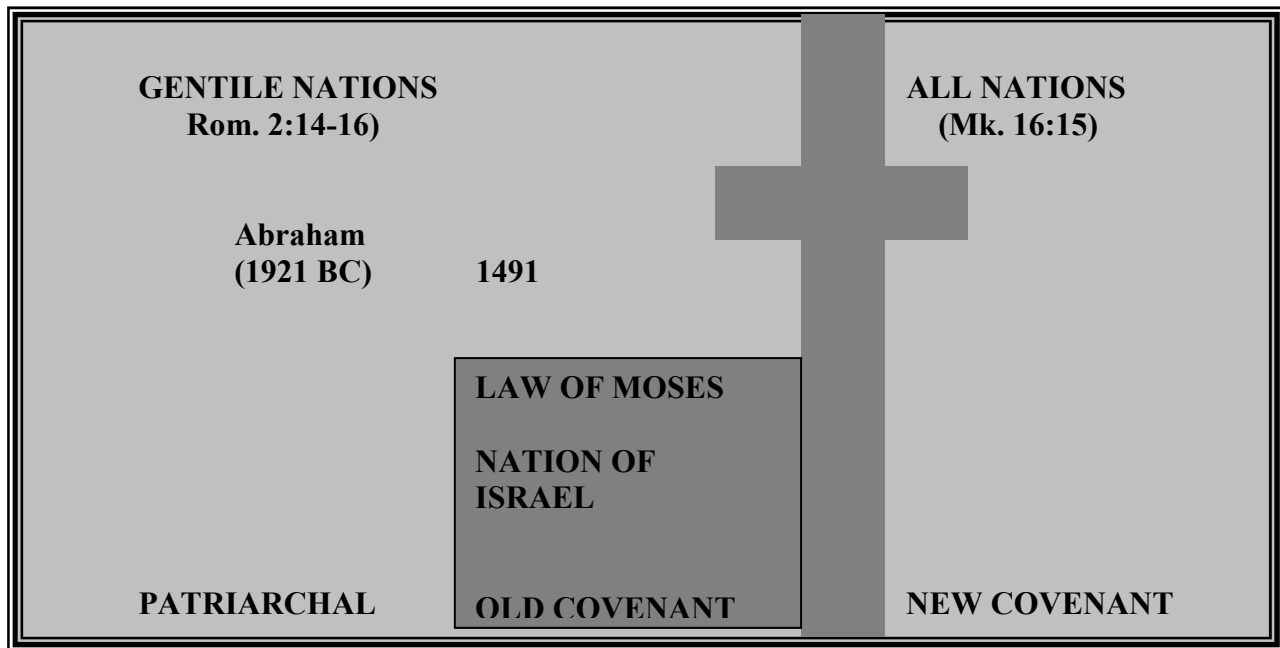 GENTILE NATIONS
Rom. 2:14-16)
ALL NATIONS
(Mk. 16:15)
Abraham
(1921 BC)
1491
LAW OF MOSES
NATION OF
ISRAEL
PATRIARCHAL
OLD COVENANT
NEW COVENANT